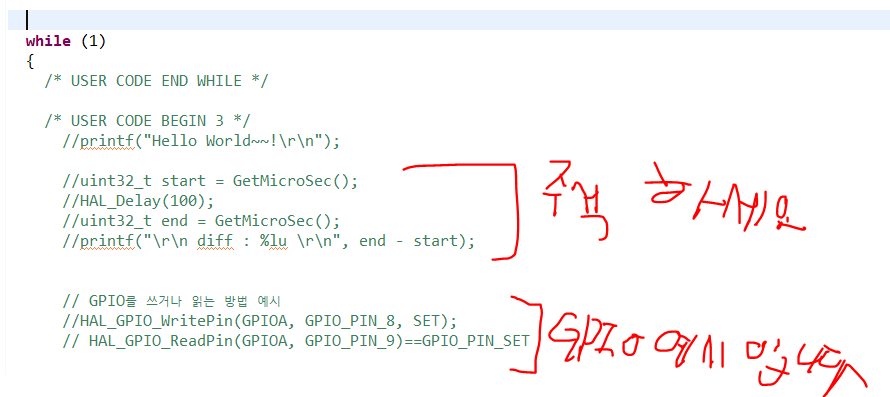 while (1)
{
/* USER CODE END WHILE */
/* USER CODE BEGIN 3 */
//printf("Hello World~~!\r\n");
//uint32_t start = GetMicroSec();
//HAL_Delay(100);
//uint32_t end = GetMicroSec();
//printf("\r\n diff : %lu \r\n", end - start);
주석 하세요
// GPIO를 쓰거나 읽는 방법 예시
//HAL_GPIO_WritePin(GPIOA, GPIO_PIN_8, SET);
// HAL_GPIO_ReadPin(GPIOA, GPIO_PIN_9)==GPIO_PIN_SET
GPIO 예시 입니다